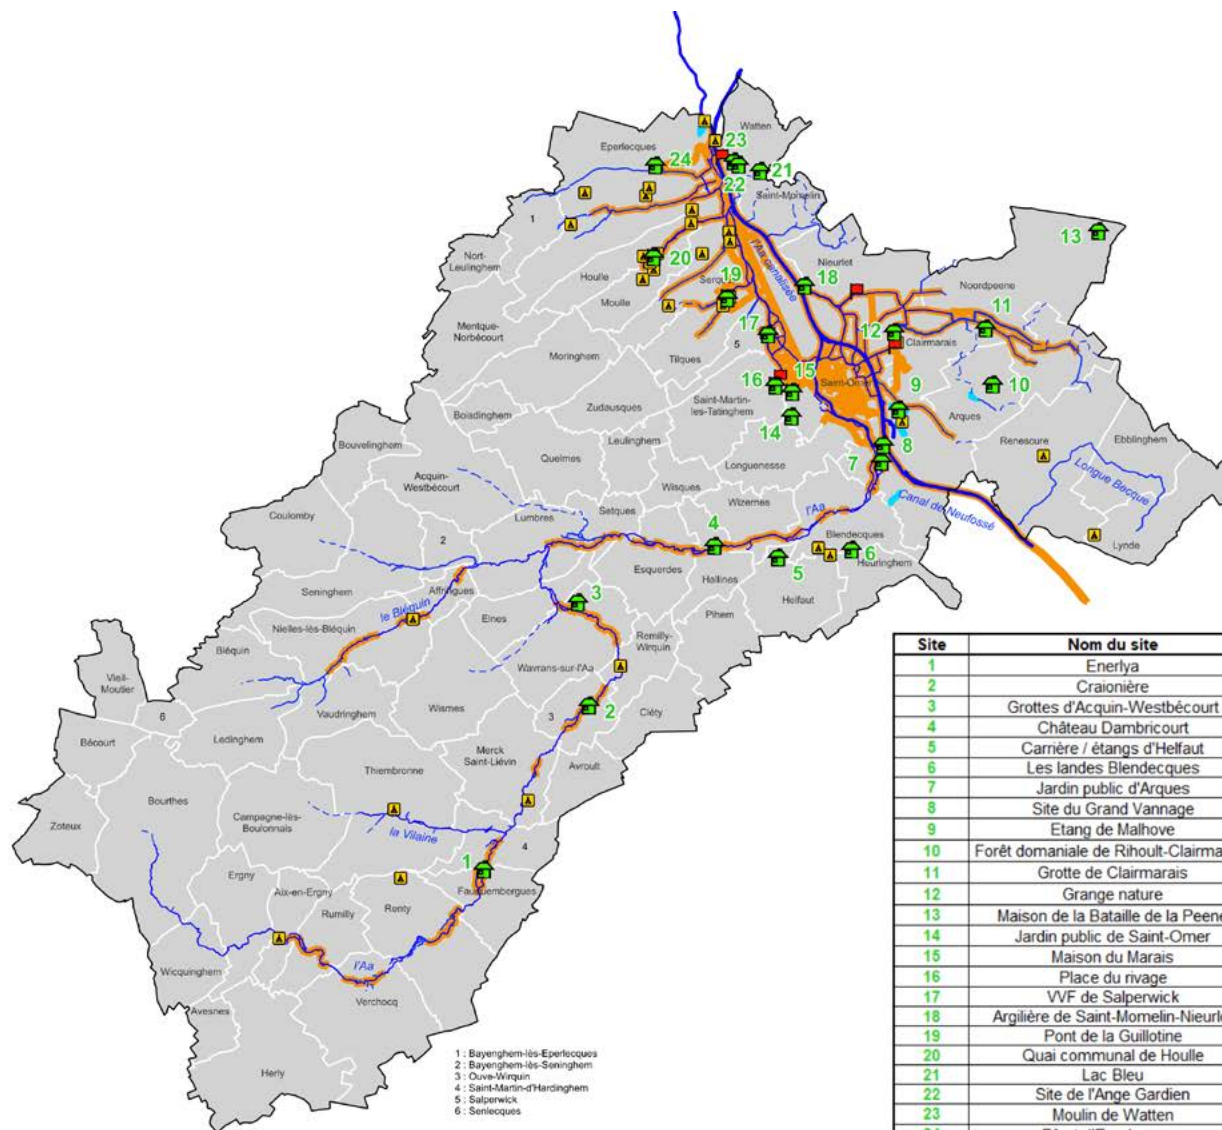 Watten
23
Eperlecques
24
21
22
Saint-Momelin
1
13
Nort-
Leulinghem
l'Aa canalisée
Nieurlet
20
Houlle
19
18
Noordpeene
Moulle
11
Mentque-
Norbécourt
17
12
5
Clairmarais
Moringhem
Tilques
15
16
Saint-Omer
10
Saint-Martin-
les-Tatinghem
9
Boisdinghem
Zudausques
14
Arques
Leulinghem
Renescure
Ebblinghem
Bouvelinghem
8
Quelmes
Longuenesse
7
Longue Becque
Acquin-
Westbécourt
Wisques
Wizernes
Canal de Neufossé
Coulomby
Lumbres
Setques
l'Aa
4
Blendecques
Lynde
2
6
Heuringhem
Esquerdes
Hallines
5
Seninghem
Affringues
Helfaut
le Bléquin
3
Pihem
Nielles-lès-Bléquin
Elnes
Remilly-
Wirquin
Bléquin
Wavrans-sur-l'Aa
Vieil-
Moutier
6
Vaudringhem
Wismes
3
2
Cléty
Bécourt
Ledinghem
Merck
Saint-Liévin
Avroult
Thiembronne
Bourthes
Zoteux
Campagne-lès-
Boulonnais
la Vilaine
4
1
Ergny
Aix-en-Ergny
Fauquembergues
Rumilly
Renty
l'Aa
Wicquinghem
Verchocq
Avesnes
Herly
1 : Bayenghem-lès-Eperlecques
2 : Bayenghem-lès-Seninghem
3 : Ouve-Wirquin
4 : Saint-Martin-d'Hardinghem
5 : Salperwick
6 : Senlecques
Site Nom du site
1 Enerlya
2 Craionière
3 Grottes d'Acquin-Westbécourt
4 Château Dambricourt
5 Carrière / étangs d'Helfaut
6 Les landes Blendecques
7 Jardin public d'Arques
8 Site du Grand Vannage
9 Etang de Malhove
10 Forêt domaniale de Rihoult-Clairma
11 Grotte de Clairmarais
12 Grange nature
13 Maison de la Bataille de la Peene
14 Jardin public de Saint-Omer
15 Maison du Marais
16 Place du rivage
17 VVF de Salperwick
18 Argilière de Saint-Momelin-Nieurle
19 Pont de la Guillotine
20 Quai communal de Houlle
21 Lac Bleu
22 Site de l'Ange Gardien
23 Moulin de Watten